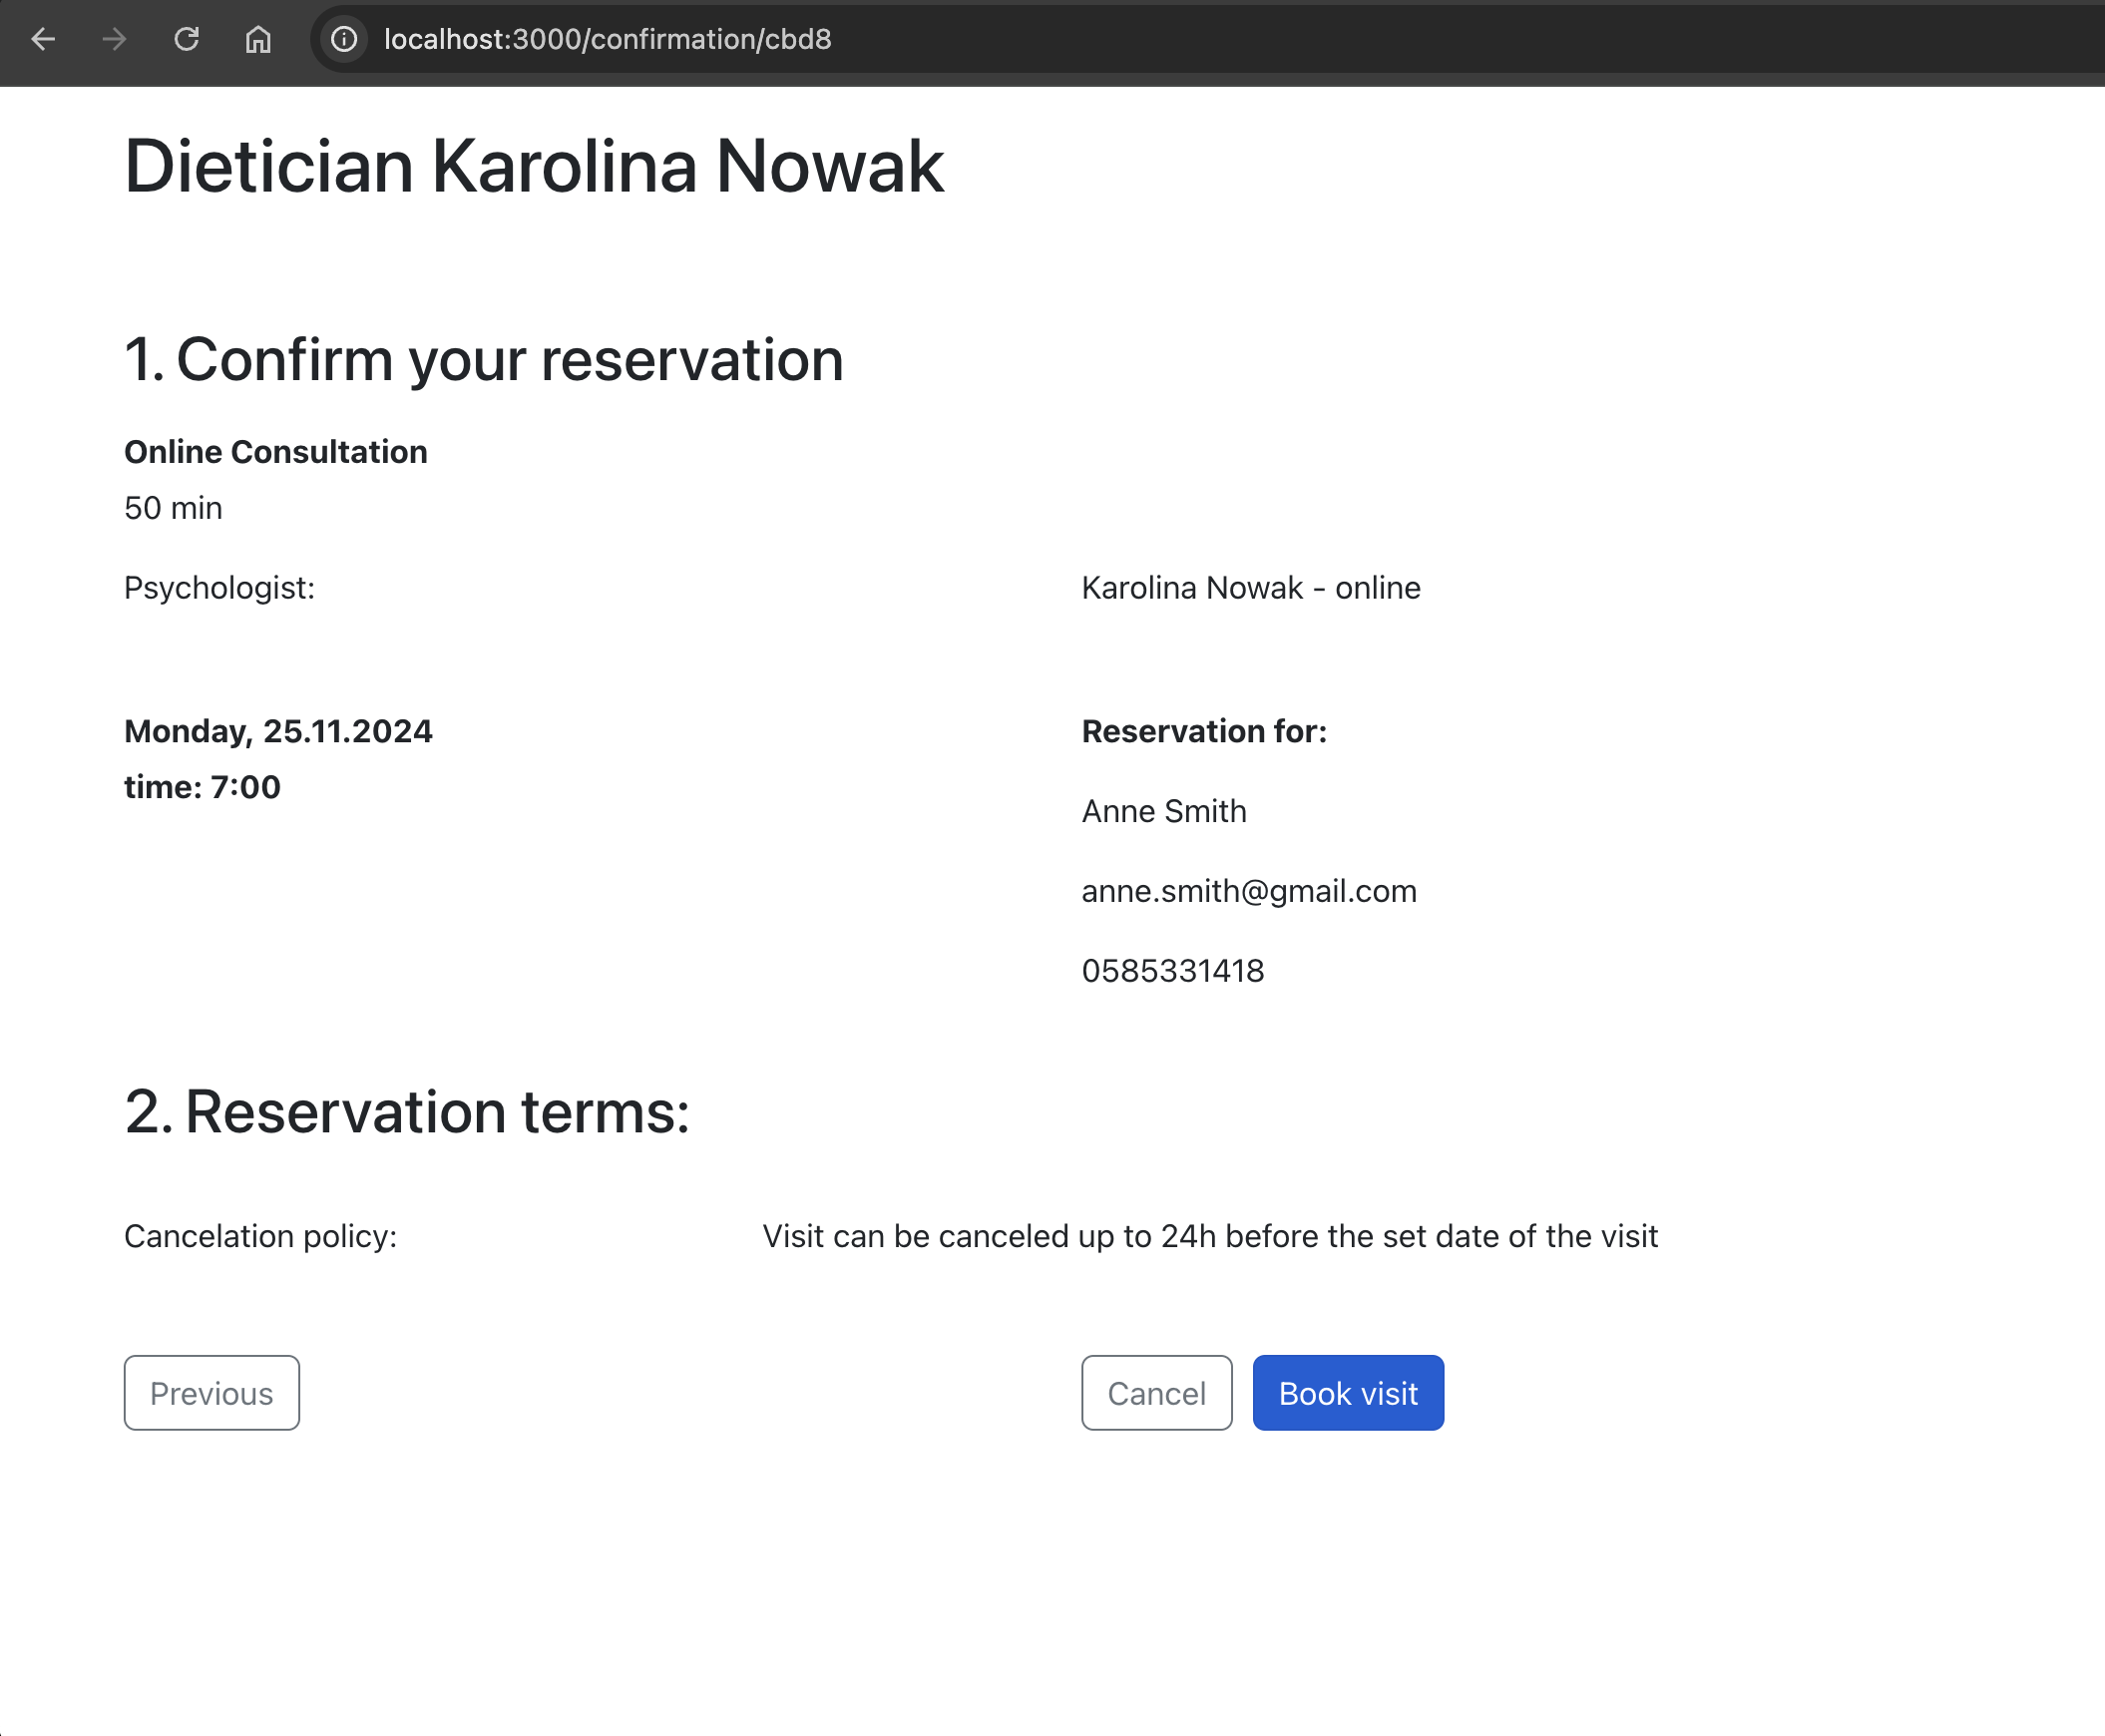 localhost:3000/confirmation/cbd8
Dietician Karolina Nowak
1. Confirm your reservation
Online Consultation
50 min
Psychologist:
Karolina Nowak - online
Monday, 25.11.2024
time: 7:00
Reservation for:
Anne Smith
anne.smith@gmail.com
0585331418
2. Reservation terms:
Cancelation policy:
Visit can be canceled up to 24h before the set date of the visit
Previous
Cancel
Book visit